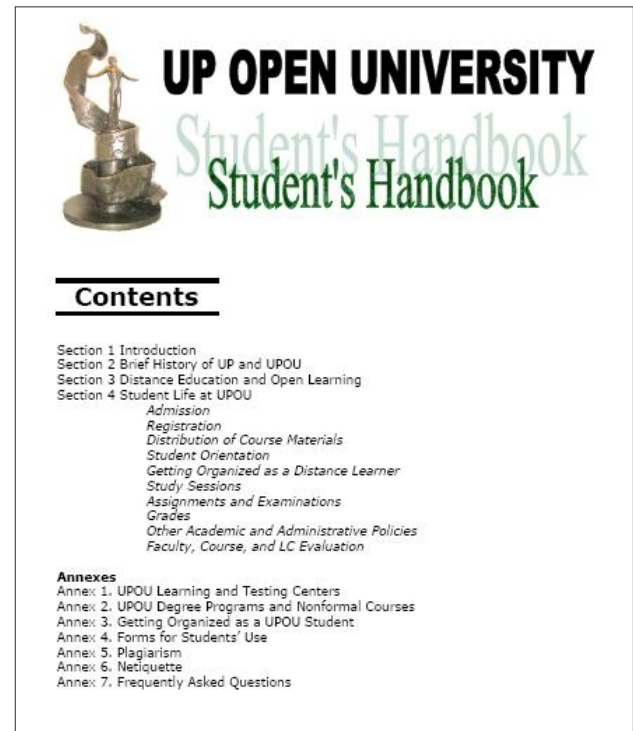 UP OPEN UNIVERSITY
Student's Handbook
Contents
Section 1 Introduction
Section 2 Brief History of UP and UPOU
Section 3 Distance Education and Open Learning
Section 4 Student Life at UPOU
Admission
Registration
Distribution of Course Materials
Student Orientation
Getting Organized as a Distance Learner
Study Sessions
Assignments and Examinations
Grades
Other Academic and Administrative Policies
Faculty, Course, and LC Evaluation
Annexes
Annex 1. UPOU Learning and Testing Centers
Annex 2. UPOU Degree Programs and Nonformal Courses
Annex 3. Getting Organized as a UPOU Student
Annex 4. Forms for Students' Use
Annex 5. Plagiarism
Annex 6. Netiquette
Annex 7. Frequently Asked Questions